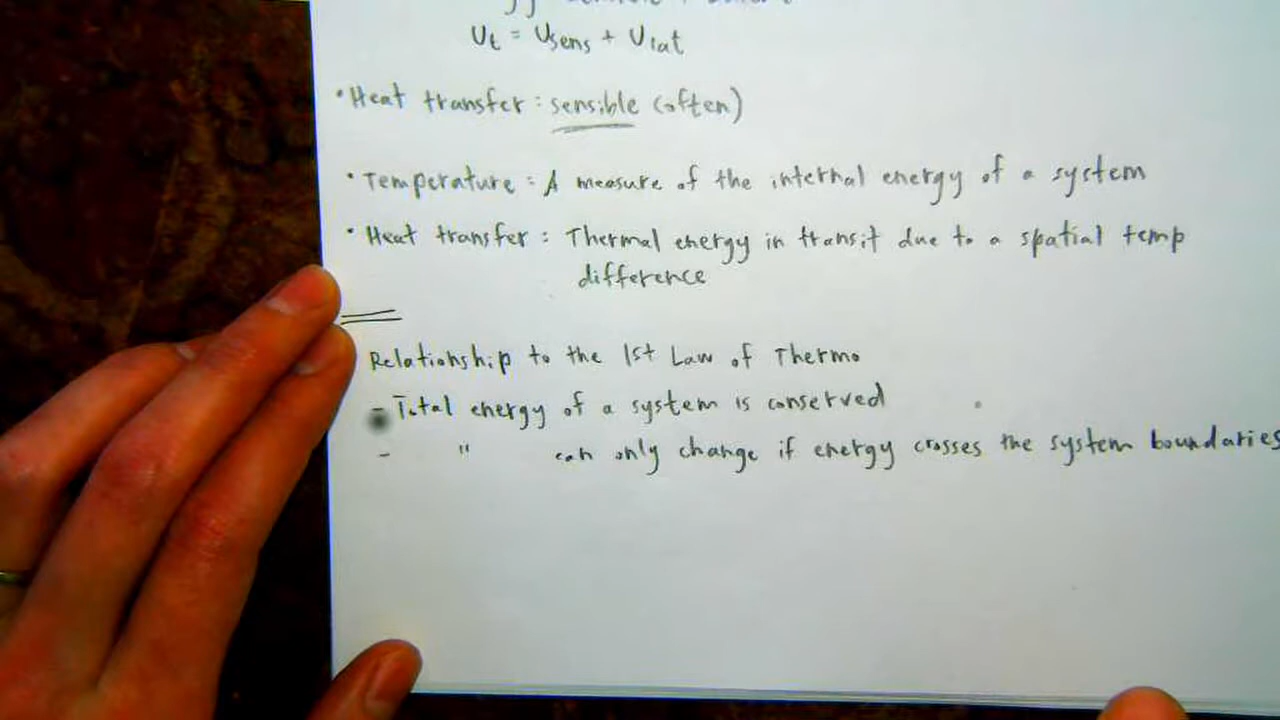 Ut = Usens + Ulat
• Heat transfer : sensible (often)
• Temperature : A measure of the internal energy of a system
• Heat transfer : Thermal energy in transit due to a spatial temp
difference
Relationship to the 1st Law of Thermo
- Total energy of a system is conserved
- " can only change if energy crosses the system boundaries